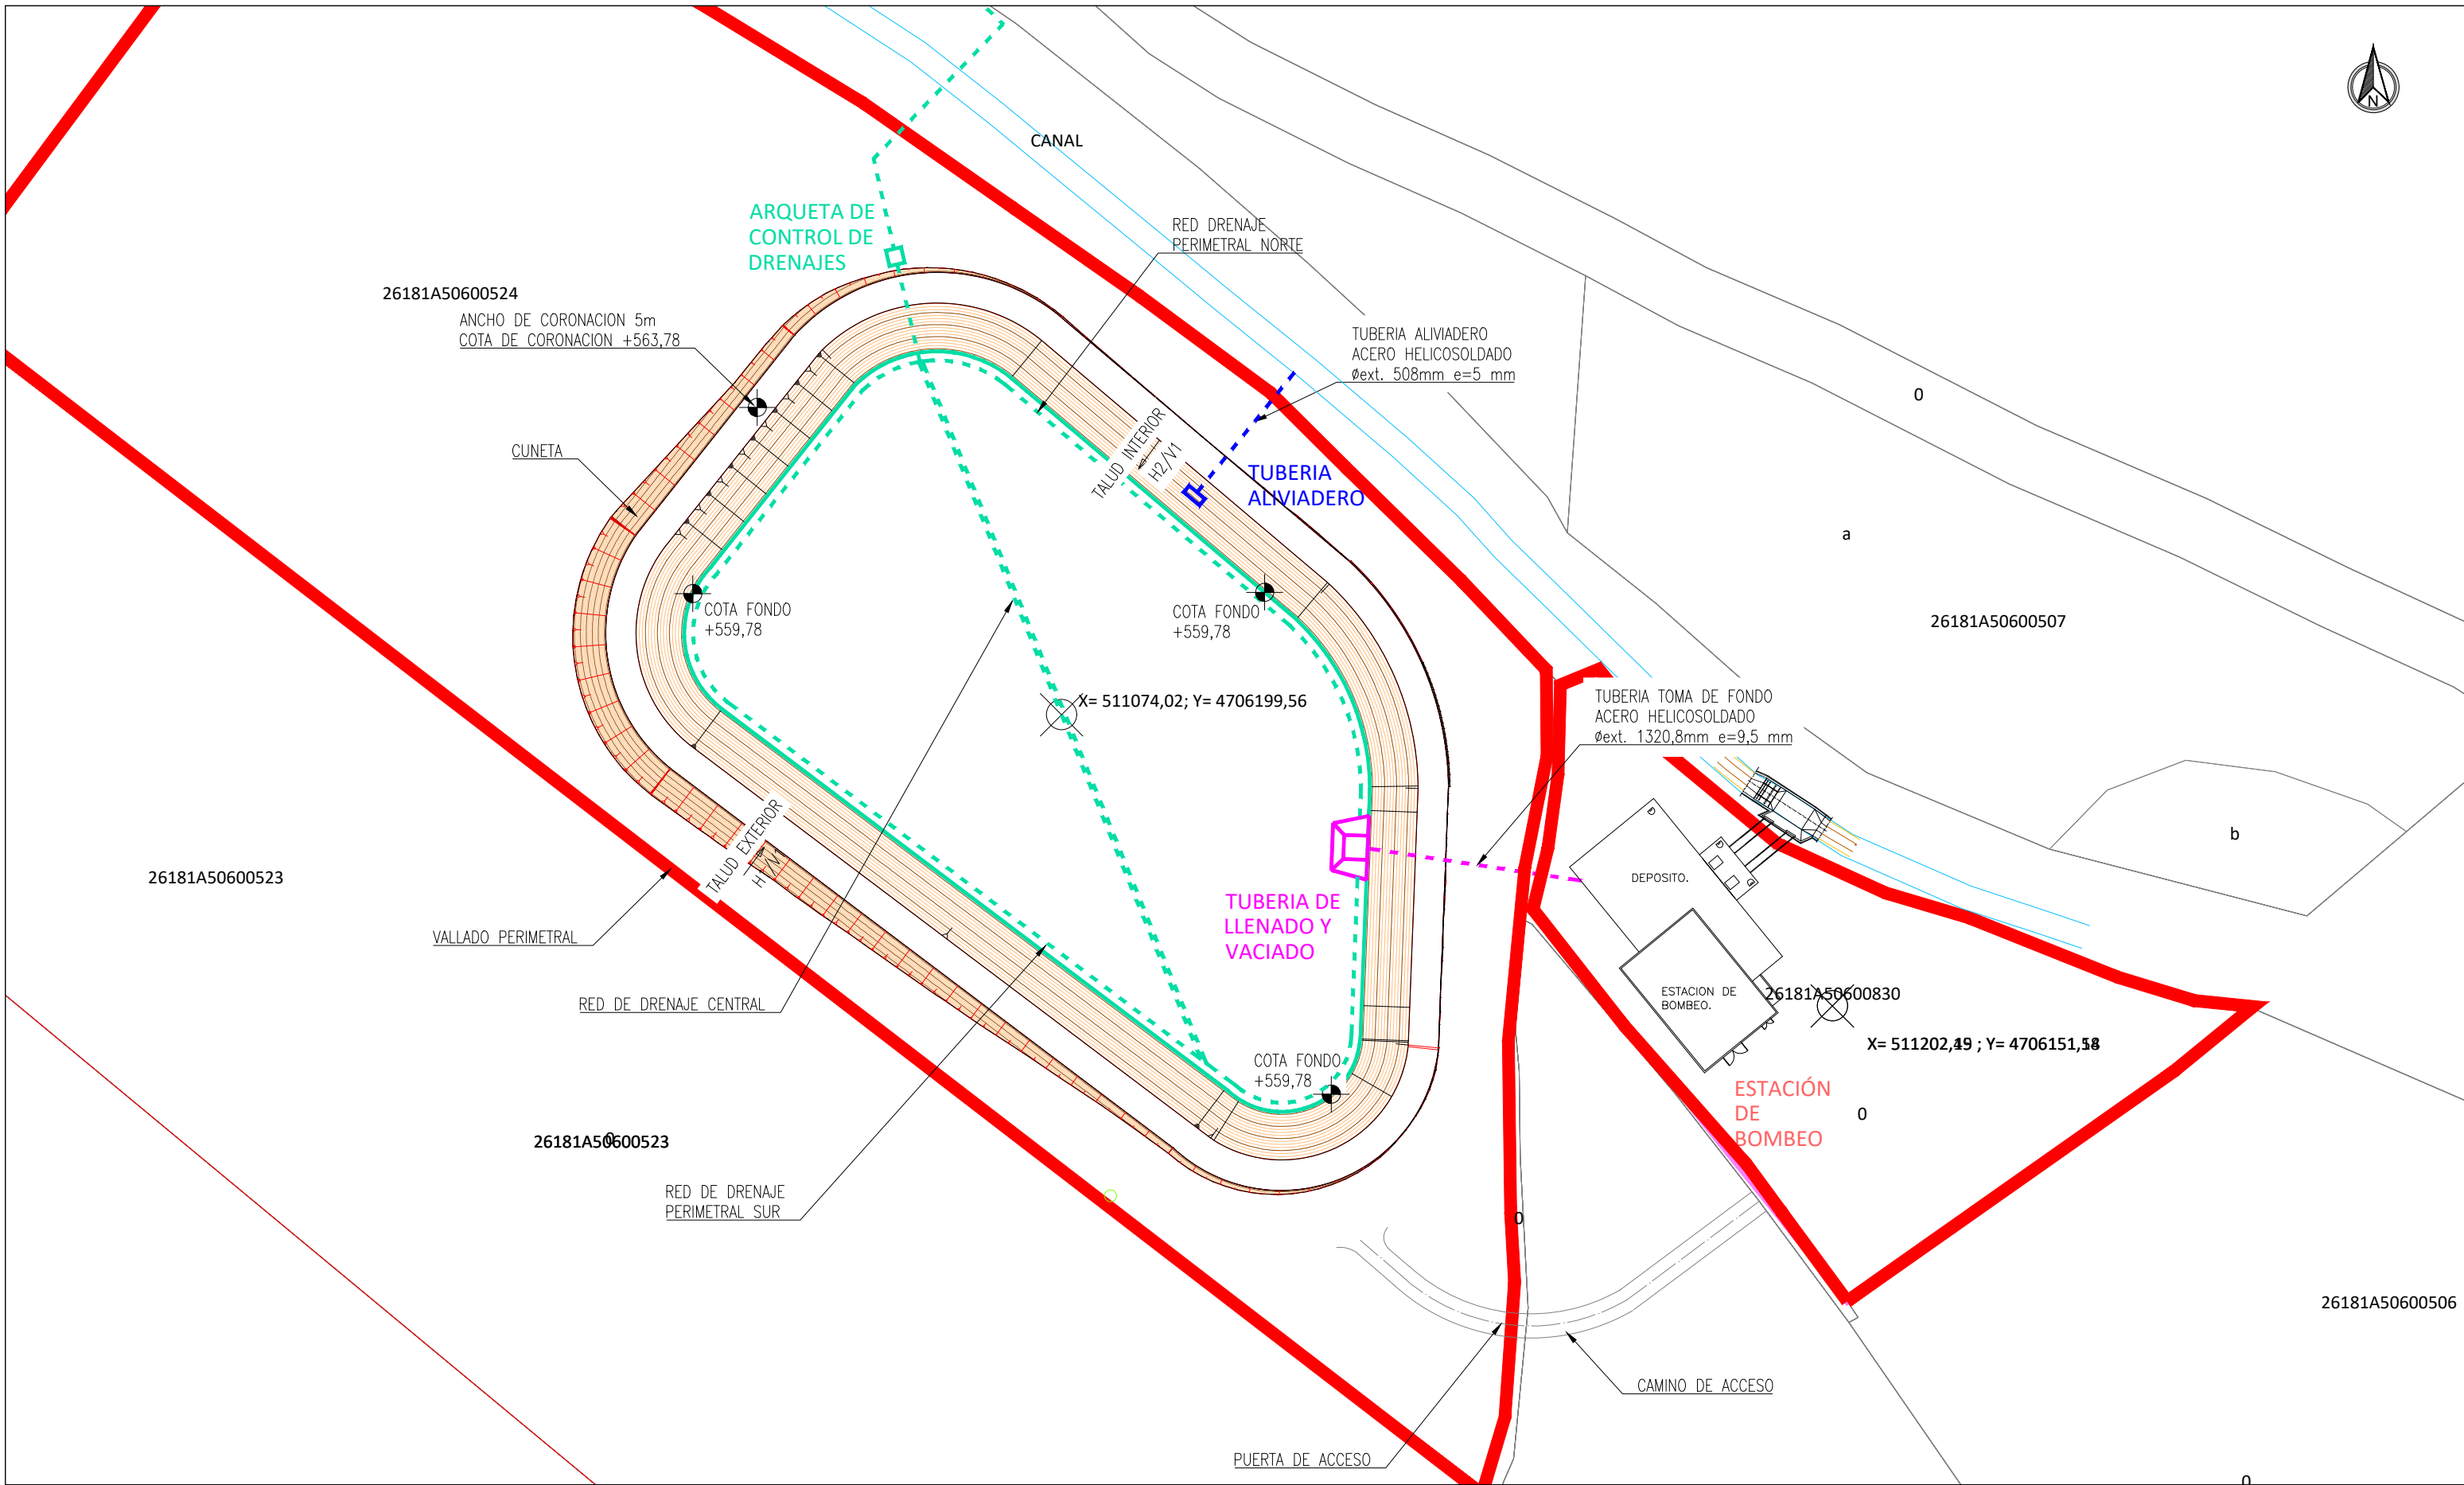 N
CANAL
ARQUETA DE
CONTROL DE
DRENAJES
RED DRENAJE
PERIMETRAL NORTE
26181A50600524
ANCHO DE CORONACION 5m
COTA DE CORONACION +563,78
TUBERIA ALIVIADERO
ACERO HELICOSOLDADO
Øext. 508mm e=5 mm
0
CUNETA
TALUD INTERIOR
H2/V1
TUBERIA
ALIVIADERO
a
COTA FONDO
+559,78
COTA FONDO
+559,78
26181A50600507
X= 511074,02; Y= 4706199,56
TUBERIA TOMA DE FONDO
ACERO HELICOSOLDADO
Øext. 1320,8mm e=9,5 mm
b
TALUD EXTERIOR
26181A50600523
DEPOSITO.
TUBERIA DE
LLENADO Y
VACIADO
VALLADO PERIMETRAL
RED DE DRENAJE CENTRAL
ESTACION DE
BOMBEO.
26181A50600830
X= 511202, ; Y= 4706151,
COTA FONDO
+559,78
ESTACIÓN
DE
BOMBEO
0
26181A50600523
0
RED DE DRENAJE
PERIMETRAL SUR
0
26181A50600506
CAMINO DE ACCESO
PUERTA DE ACCESO
0